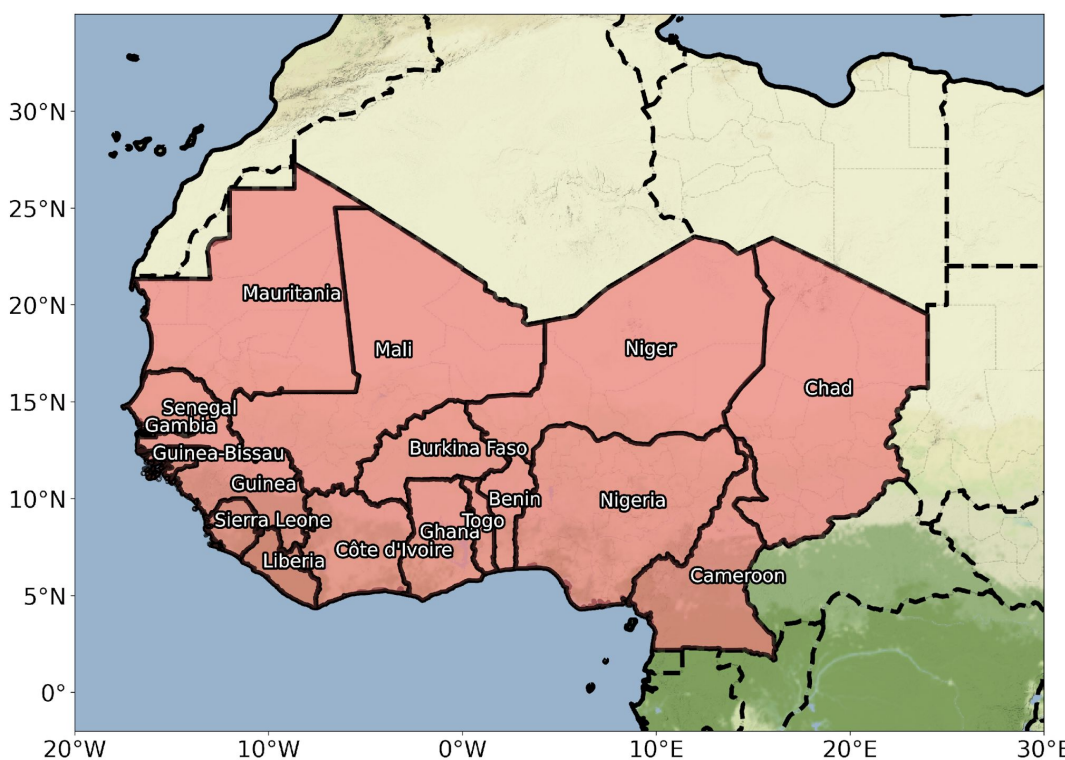 30°N
25°N
20°N
15°N
10°N
5°N
0°
20°W
10°W
0°W
10°E
20°E
30°E
Mauritania
Mali
Niger
Chad
Senegal
Gambia
Burkina Faso
Guinea-Bissau
Guinea
Benin
Nigeria
Sierra Leone
Togo
Ghana
Côte d'Ivoire
Liberia
Cameroon